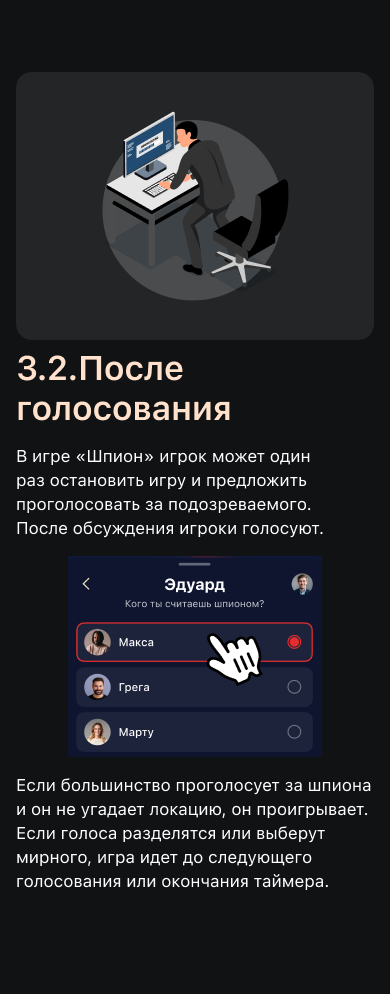 3.2.После
голосования
В игре «Шпион» игрок может один
раз остановить игру и предложить
проголосовать за подозреваемого.
После обсуждения игроки голосуют.
Эдуард
Кого ты считаешь шпионом?
Макса
Грега
Марту
Если большинство проголосует за шпиона
и он не угадает локацию, он проигрывает.
Если голоса разделятся или выберут
мирного, игра идет до следующего
голосования или окончания таймера.